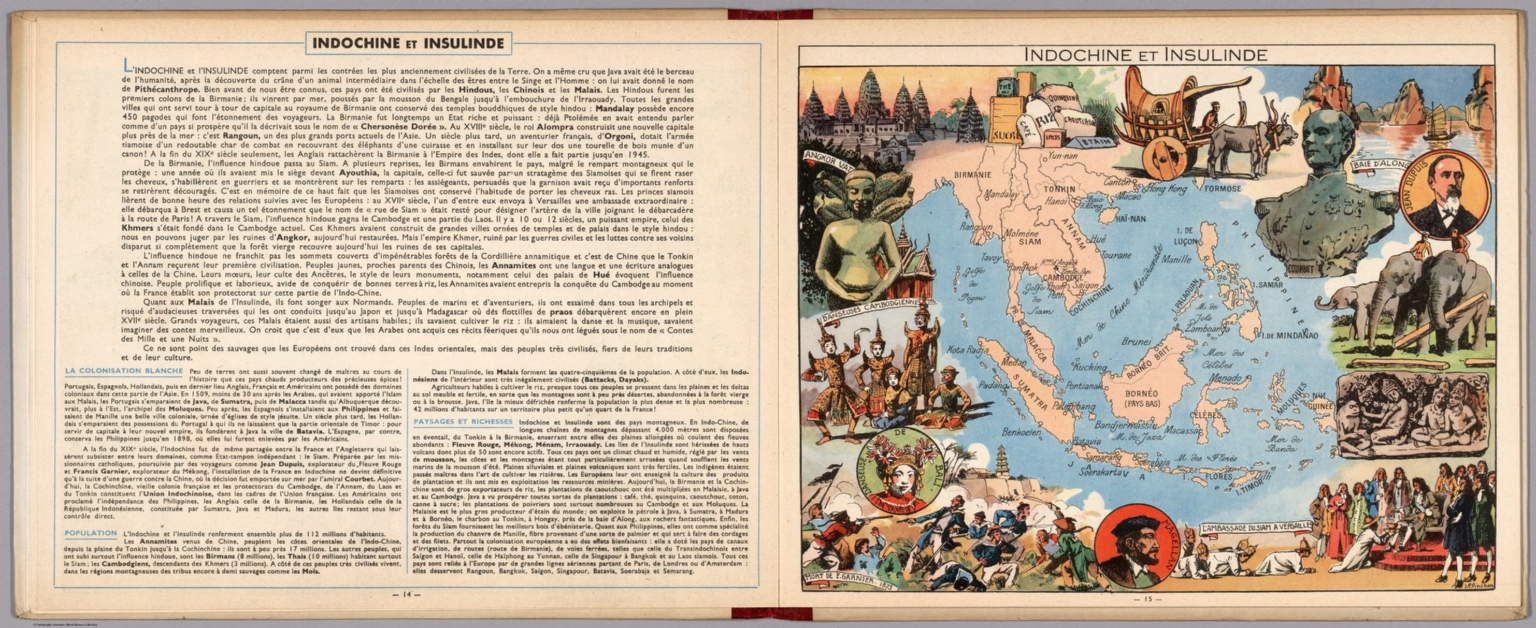 INDOCHINE ET INSULINDE
L'INDOCHINE et l'INSULINDE comptent parmi les contrées les plus anciennement civilisées de la Terre. On a même cru que Java avait été le berceau
de l'humanité, après la découverte du crâne d'un animal intermédiaire dans l'échelle des êtres entre le Singe et l'Homme : on lui avait donné le nom
de Pithécanthrope. Bien avant de nous être connus, ces pays ont été civilisés par les Hindous, les Chinois et les Malais. Les Hindous furent les
premiers colons de la Birmanie; ils vinrent par mer, poussés par la mousson du Bengale jusqu'à l'embouchure de l'Irraouady. Toutes les grandes
villes qui ont servi tour à tour de capitale au royaume de Birmanie ont conservé des temples bouddhiques de style hindou : Mandalay possède encore
450 pagodes qui font l'étonnement des voyageurs. La Birmanie fut longtemps un Etat riche et puissant : déjà Ptolémée en avait entendu parler
comme d'un pays si prospère qu'il la décrivait sous le nom de « Chersonèse Dorée ». Au XVIIIe siècle, le roi Alompra construisit une nouvelle capitale
plus près de la mer : c'est Rangoun, un des plus grands ports actuels de l'Asie. Un siècle plus tard, un aventurier français, d'Orgoni, dotait l'armée
siamoise d'un redoutable char de combat en recouvrant des éléphants d'une cuirasse et en installant sur leur dos une tourelle de bois munie d'un
canon! A la fin du XIXe siècle seulement, les Anglais rattachèrent la Birmanie à l'Empire des Indes, dont elle a fait partie jusqu'en 1945.
De la Birmanie, l'influence hindoue passa au Siam. A plusieurs reprises, les Birmans envahirent le pays, malgré le rempart montagneux qui le
protège : une année où ils avaient mis le siège devant Ayouthia, la capitale, celle-ci fut sauvée par un stratagème des Siamoises qui se firent raser
les cheveux, s'habillèrent en guerriers et se montrèrent sur les remparts : les assiégeants, persuadés que la garnison avait reçu d'importants renforts
se retirèrent découragés. C'est en mémoire de ce haut fait que les Siamoises ont conservé l'habitude de porter les cheveux ras. Les princes siamois
lièrent de bonne heure des relations suivies avec les Européens : au XVIIe siècle, l'un d'entre eux envoya à Versailles une ambassade extraordinaire :
elle débarqua à Brest et causa un tel étonnement que le nom de « rue de Siam » était resté pour désigner l'artère de la ville joignant le débarcadère
à la route de Paris! A travers le Siam, l'influence hindoue gagna le Cambodge et une partie du Laos. Il y a 10 ou 12 siècles, un puissant empire, celui des
Khmers s'était fondé dans le Cambodge actuel. Ces Khmers avaient construit de grandes villes ornées de temples et de palais dans le style hindou :
nous en pouvons juger par les ruines d'Angkor, aujourd'hui restaurées. Mais l'empire Khmer, ruiné par les guerres civiles et les luttes contre ses voisins
disparut si complètement que la forêt vierge recouvre aujourd'hui les ruines de ses capitales.
L'influence hindoue ne franchit pas les sommets couverts d'impénétrables forêts de la Cordillière annamitique et c'est de Chine que le Tonkin
et l'Annam reçurent leur première civilisation. Peuples jaunes, proches parents des Chinois, les Annamites ont une langue et une écriture analogues
à celles de la Chine. Leurs mœurs, leur culte des Ancêtres, le style de leurs monuments, notamment celui des palais de Hué évoquent l'influence
chinoise. Peuple prolifique et laborieux, avide de conquérir de bonnes terres à riz, les Annamites avaient entrepris la conquête du Cambodge au moment
où la France établit son protectorat sur cette partie de l'Indo-Chine.
Quant aux Malais de l'Insulinde, ils font songer aux Normands. Peuples de marins et d'aventuriers, ils ont essaimé dans tous les archipels et
risqué d'audacieuses traversées qui les ont conduits jusqu'au Japon et jusqu'à Madagascar où des flottilles de praos débarquèrent encore en plein
XVIIe siècle. Grands voyageurs, ces Malais étaient aussi des artisans habiles; ils savaient cultiver le riz : ils aimaient la danse et la musique, savaient
imaginer des contes merveilleux. On croit que c'est d'eux que les Arabes ont acquis ces récits féeriques qu'ils nous ont légués sous le nom de « Contes
des Mille et une Nuits ».
Ce ne sont point des sauvages que les Européens ont trouvé dans ces Indes orientales, mais des peuples très civilisés, fiers de leurs traditions
et de leur culture.
LA COLONISATION BLANCHE Peu de terres ont aussi souvent changé de maîtres au cours de
l'histoire que ces pays chauds producteurs des précieuses épices!
Portugais, Espagnols, Hollandais, puis en dernier lieu Anglais, Français et Américains ont possédé des domaines
coloniaux dans cette partie de l'Asie. En 1509, moins de 30 ans après les Arabes, qui avaient apporté l'Islam
aux Malais, les Portugais s'emparent de Java, de Sumatra, puis de Malacca tandis qu'Albuquerque décou-
vrait, plus à l'Est, l'archipel des Moluques. Peu après, les Espagnols s'installaient aux Philippines et fai-
saient de Manille une belle ville coloniale, ornée d'églises de style jésuite. Un siècle plus tard, les Hollan-
dais s'emparaient des possessions du Portugal à qui ils ne laissaient que la partie orientale de Timor : pour
servir de capitale à leur nouvel empire, ils fondèrent à Java la ville de Batavia. L'Espagne, par contre,
conserva les Philippines jusqu'en 1898, où elles lui furent enlevées par les Américains.
A la fin du XIXe siècle, l'Indochine fut de même partagée entre la France et l'Angleterre qui lais-
sèrent subsister entre leurs domaines, comme Etat-tampon indépendant : le Siam. Préparée par les mis-
sionnaires catholiques, poursuivie par des voyageurs comme Jean Dupuis, explorateur du Fleuve Rouge
et Francis Garnier, explorateur du Mékong, l'installation de la France en Indochine ne devint définitive
qu'à la suite d'une guerre contre la Chine, où la décision fut emportée sur mer par l'amiral Courbet. Aujour-
d'hui, la Cochinchine, vieille colonie française et les protectorats du Cambodge, de l'Annam, du Laos et
du Tonkin constituent l'Union Indochinoise, dans les cadres de l'Union française. Les Américains ont
proclamé l'indépendance des Philippines, les Anglais celle de la Birmanie, les Hollandais celle de la
République Indonésienne, constituée par Sumatra, Java et Madura, les autres îles restant sous leur
contrôle direct.
POPULATION L'Indochine et l'Insulinde renferment ensemble plus de 112 millions d'habitants.
Les Annamites venus de Chine, peuplent les côtes orientales de l'Indo-Chine,
depuis la plaine du Tonkin jusqu'à la Cochinchine : ils sont à peu près 17 millions. Les autres peuples, qui
ont subi surtout l'influence hindoue, sont les Birmans (8 millions), les Thaïs (10 millions) habitant surtout
le Siam; les Cambodgiens, descendants des Khmers (3 millions). A côté de ces peuples très civilisés vivent,
dans les régions montagneuses des tribus encore à demi sauvages comme les Mois.
Dans l'Insulinde, les Malais forment les quatre-cinquièmes de la population. A côté d'eux, les Indo-
nésiens de l'intérieur sont très inégalement civilisés (Battacks, Dayaks).
Agriculteurs habiles à cultiver le riz, presque tous ces peuples se pressent dans les plaines et les deltas
au sol meuble et fertile, en sorte que les montagnes sont à peu près désertes, abandonnées à la forêt vierge
ou à la brousse. Java, l'île la mieux défrichée renferme la population la plus dense et la plus nombreuse :
42 millions d'habitants sur un territoire plus petit qu'un quart de la France!
PAYSAGES ET RICHESSES Indochine et Insulinde sont des pays montagneux. En Indo-Chine, de
longues chaînes de montagnes dépassant 4.000 mètres sont disposées
en éventail, du Tonkin à la Birmanie, enserrant entre elles des plaines allongées où coulent des fleuves
abondants : Fleuve Rouge, Mékong, Ménam, Irraouady. Les îles de l'Insulinde sont hérissées de hauts
volcans dont plus de 50 sont encore actifs. Tous ces pays ont un climat chaud et humide, réglé par les vents
de mousson, les côtes et les montagnes étant tout particulièrement arrosées quand soufflent les vents
marins de la mousson d'été. Plaines alluviales et plaines volcaniques sont très fertiles. Les indigènes étaient
passés maîtres dans l'art de cultiver les rizières. Les Européens leur ont enseigné la culture des produits
de plantation et ils ont mis en exploitation les ressources minières. Aujourd'hui, la Birmanie et la Cochin-
chine sont de gros exportateurs de riz, les plantations de caoutchouc ont été multipliées en Malaisie, à Java
et au Cambodge. Java a vu prospérer toutes sortes de plantations : café, thé, quinquina, caoutchouc, coton,
canne à sucre; les plantations de poivriers sont surtout nombreuses au Cambodge et aux Moluques. La
Malaisie est le plus gros producteur d'étain du monde; on exploite le pétrole à Java, à Sumatra, à Madura
et à Bornéo, le charbon au Tonkin, à Hongay, près de la baie d'Along, aux rochers fantastiques. Enfin, les
forêts du Siam fournissent les meilleurs bois d'ébénisterie. Quant aux Philippines, elles ont comme spécialité
la production du chanvre de Manille, fibre provenant d'une sorte de palmier et qui sert à faire des cordages
et des filets. Partout la colonisation européenne a eu des effets bienfaisants : elle a doté les pays de canaux
d'irrigation, de routes (route de Birmanie), de voies ferrées, telles que celle du Transindochinois entre
Saïgon et Hanoï, celle de Haïphong au Yunnan, celle de Singapour à Bangkok et au Laos siamois. Tous ces
pays sont reliés à l'Europe par de grandes lignes aériennes partant de Paris, de Londres ou d'Amsterdam :
elles desservent Rangoun, Bangkok, Saïgon, Singapour, Batavia, Soerabaja et Semarang.
— 14 —
INDOCHINE ET INSULINDE
THÉ
QUINQUINA
SUCRE
CAFÉ
RIZ
CAOUTCHOUC
ETAIN
ANGKOR VAT
BAIE D'ALONG
JEAN DUPUIS
COURBET
Yun-nan
BIRMANIE
Mandalay
TONKIN
Hanoï
Canton
Macao
Hong Kong
FORMOSE
HAÏ-NAN
Rangoun
Molmène
SIAM
ANNAM
Hué
Tourane
I. DE
LUÇON
Manille
PHILIPPINES
Tavoy
Bangkok
CAMBODGE
Saïgon
COCHINCHINE
Golfe
de
Pégou
Golfe
de
Siam
Mer de Chine Méridionale
I. SAMAR
PALAOUAN
M. de
Jolo
Zamboanga
I. DE MINDANAO
DANSEUSES CAMBODGIENNES
Kota Radja
Medan
MALACCA
SUMATRA
Padang
Palembang
Benkoelen
Brunei
BORNÉO BRIT.
Kuching
Pontianak
BORNÉO
(PAYS BAS)
Bandjermassin
Mer des
Célèbes
Menado
CÉLÈBES
Macassar
MOLUQUES
NLLE
GUINÉE
Mer de
Banda
Batavia
M. de Java
Semarang
Soerabaja
Soerakarta
JAVA
M. de Florès
I. FLORES
I. TIMOR
DANSEUSE DE BALI
MORT DE F. GARNIER. 1873
MAGELLAN
L'AMBASSADE DU SIAM A VERSAILLES
— 15 —